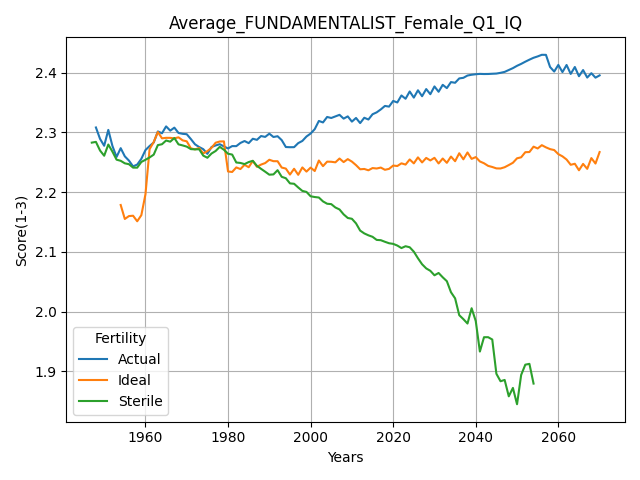 Average_FUNDAMENTALIST_Female_Q1_IQ
Score(1-3)
2.4
2.3
2.2
2.1
2.0
1.9
Fertility
Actual
Ideal
Sterile
1960 1980 2000 2020 2040 2060
Years